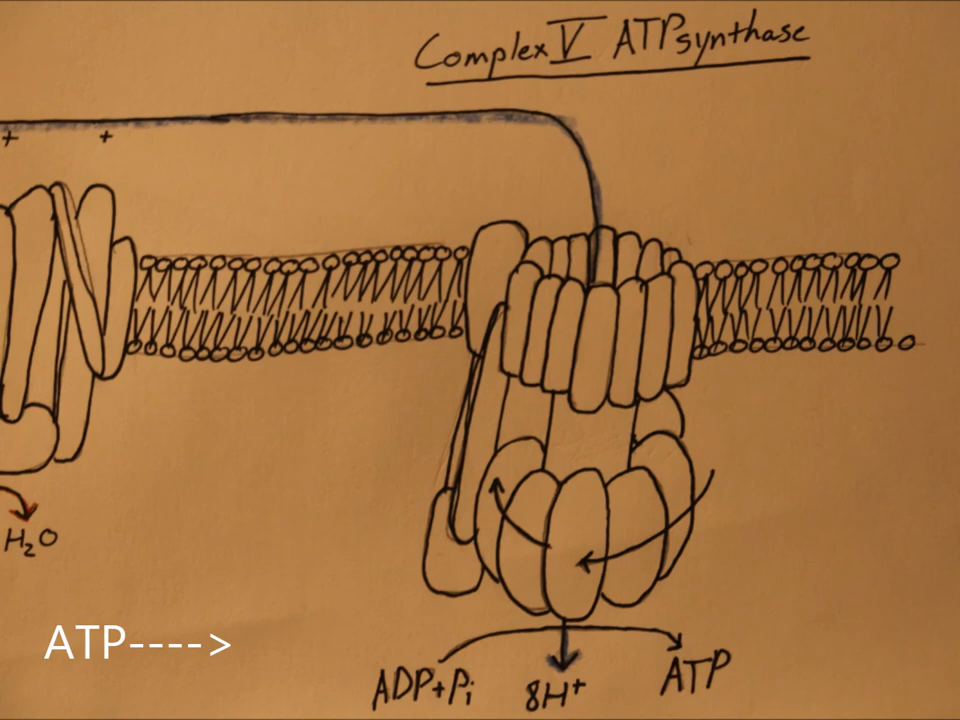 Complex V ATPsynthase
+ +
H₂O
ATP---->
ADP+Pi 8H⁺ ATP